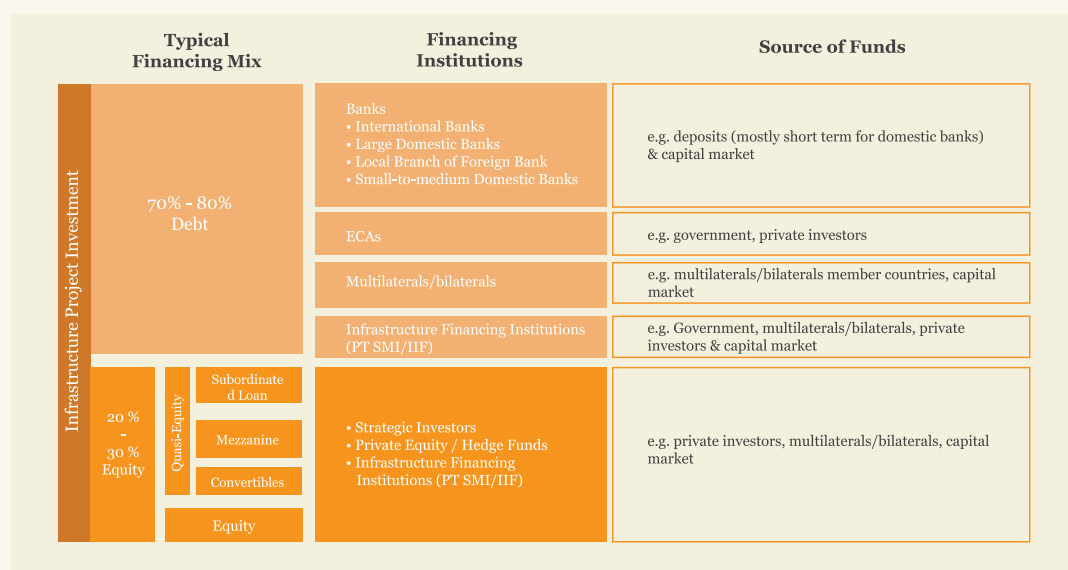 Typical
Financing Mix
Financing
Institutions
Source of Funds
Infrastructure Project Investment
70% - 80%
Debt
Banks
• International Banks
• Large Domestic Banks
• Local Branch of Foreign Bank
• Small-to-medium Domestic Banks
e.g. deposits (mostly short term for domestic banks)
& capital market
ECAs
e.g. government, private investors
Multilaterals/bilaterals
e.g. multilaterals/bilaterals member countries, capital
market
Infrastructure Financing Institutions
(PT SMI/IIF)
e.g. Government, multilaterals/bilaterals, private
investors & capital market
20 %
-
30 %
Equity
Quasi-Equity
Subordinate
d Loan
Mezzanine
Convertibles
Equity
• Strategic Investors
• Private Equity / Hedge Funds
• Infrastructure Financing
Institutions (PT SMI/IIF)
e.g. private investors, multilaterals/bilaterals, capital
market